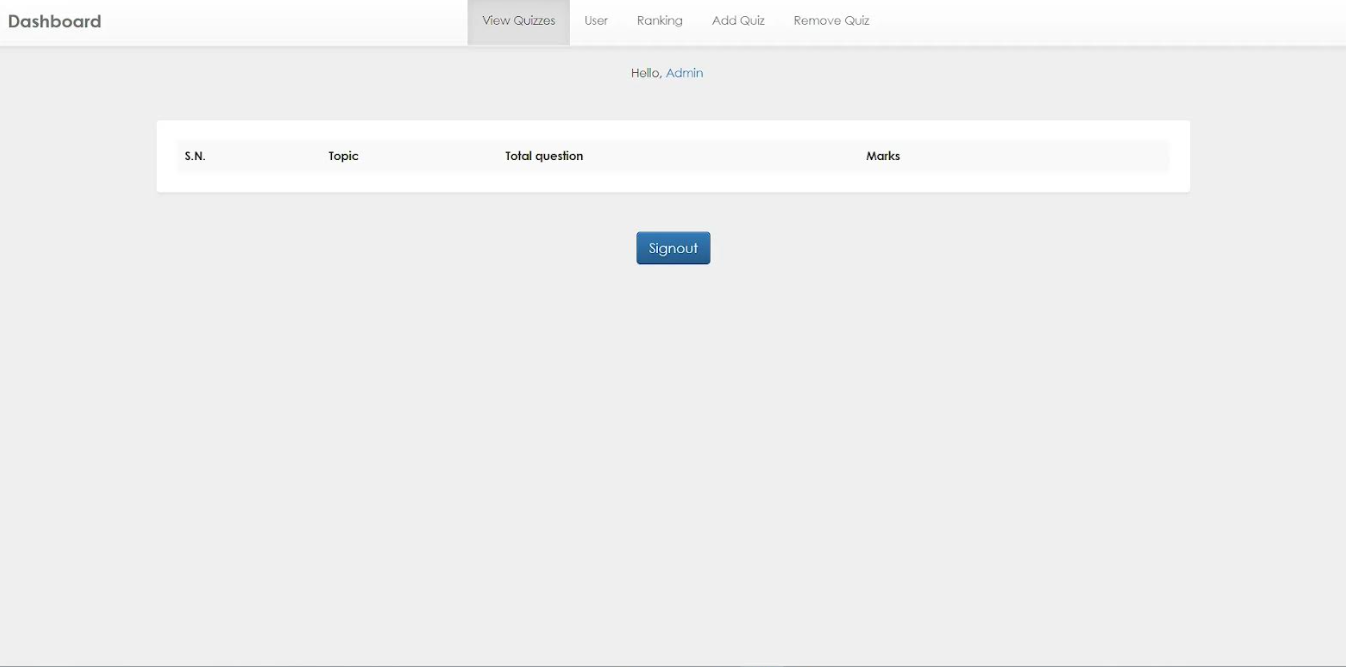 Dashboard View Quizzes User Ranking Add Quiz Remove Quiz
Hello, Admin
S.N. Topic Total question Marks
Signout